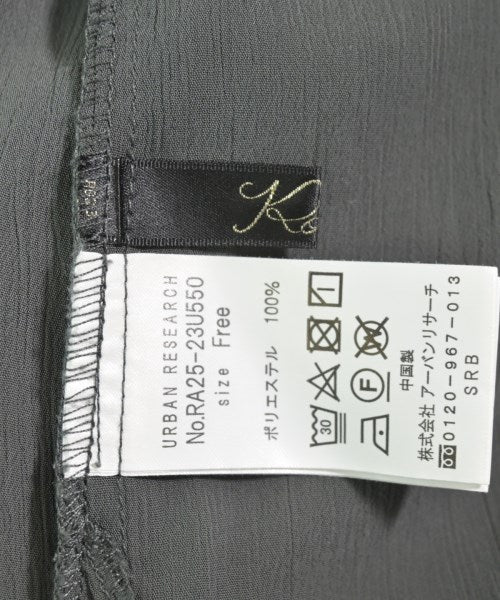 URBAN RESEARCH
No.RA25-23U550
size Free
ポリエステル 100%
30
F
中国製
株式会社 アーバンリサーチ
0120-967-013
SRB